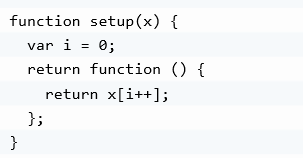 function setup(x) {
  var i = 0;
  return function () {
    return x[i++];
  };
}